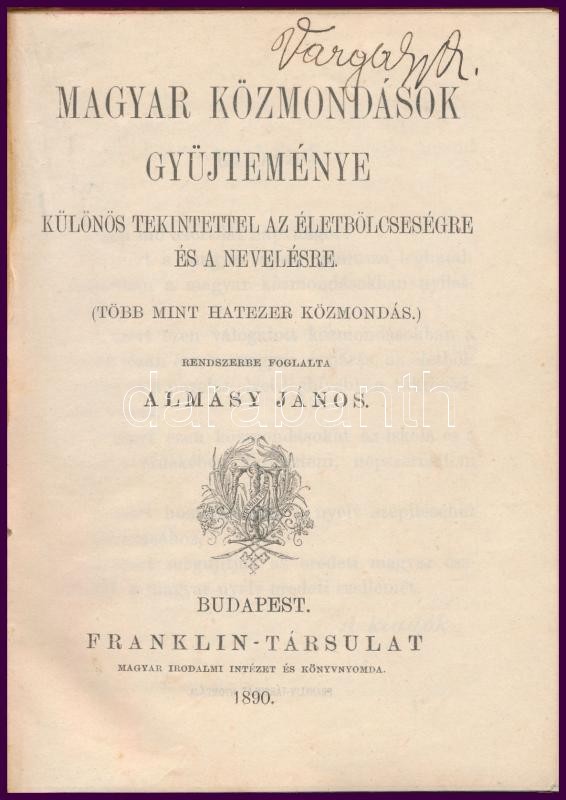 MAGYAR KÖZMONDÁSOK
GYÜJTEMÉNYE
KÜLÖNÖS TEKINTETTEL AZ ÉLETBÖLCSESÉGRE
ÉS A NEVELÉSRE.
(TÖBB MINT HATEZER KÖZMONDÁS.)
RENDSZERBE FOGLALTA
ALMÁSY JÁNOS.
darabanth
BUDAPEST.
FRANKLIN-TÁRSULAT
MAGYAR IRODALMI INTÉZET ÉS KÖNYVNYOMDA.
1890.